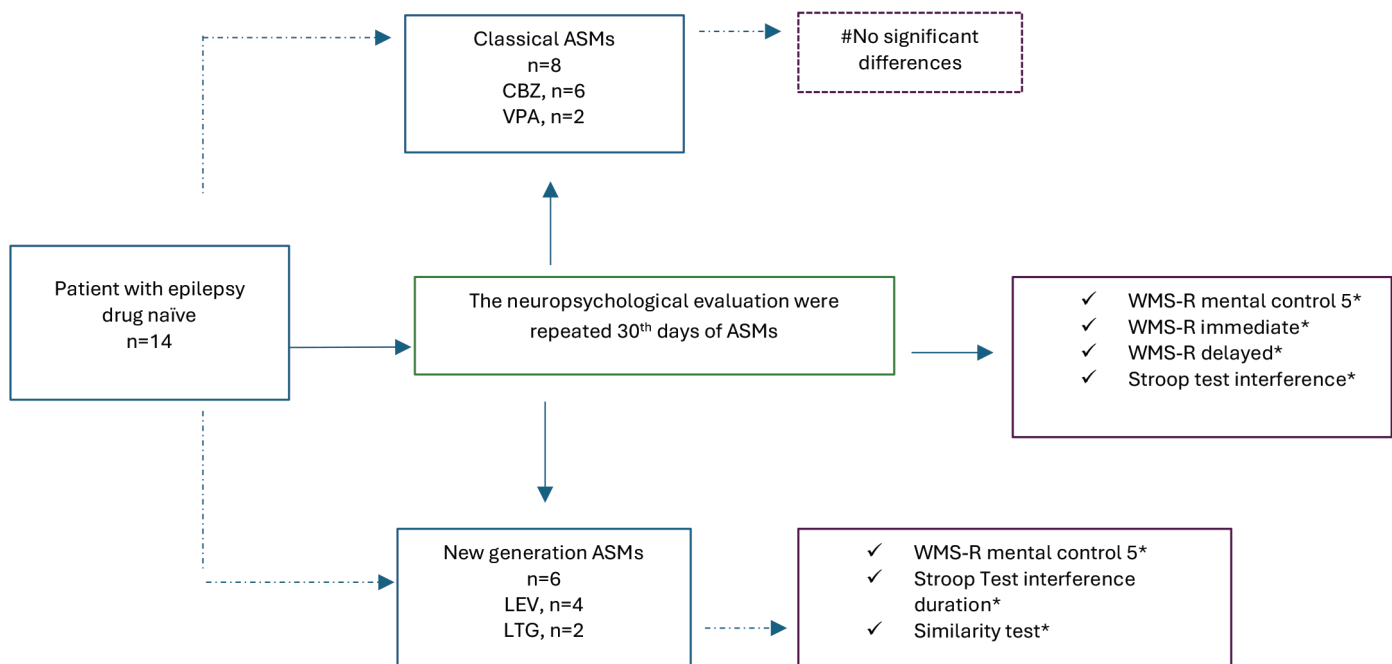 Classical ASMs
n=8
CBZ, n=6
VPA, n=2
#No significant
differences
Patient with epilepsy
drug naïve
n=14
The neuropsychological evaluation were
repeated 30th days of ASMs
✓ WMS-R mental control 5*
✓ WMS-R immediate*
✓ WMS-R delayed*
✓ Stroop test interference*
New generation ASMs
n=6
LEV, n=4
LTG, n=2
✓ WMS-R mental control 5*
✓ Stroop Test interference
duration*
✓ Similarity test*